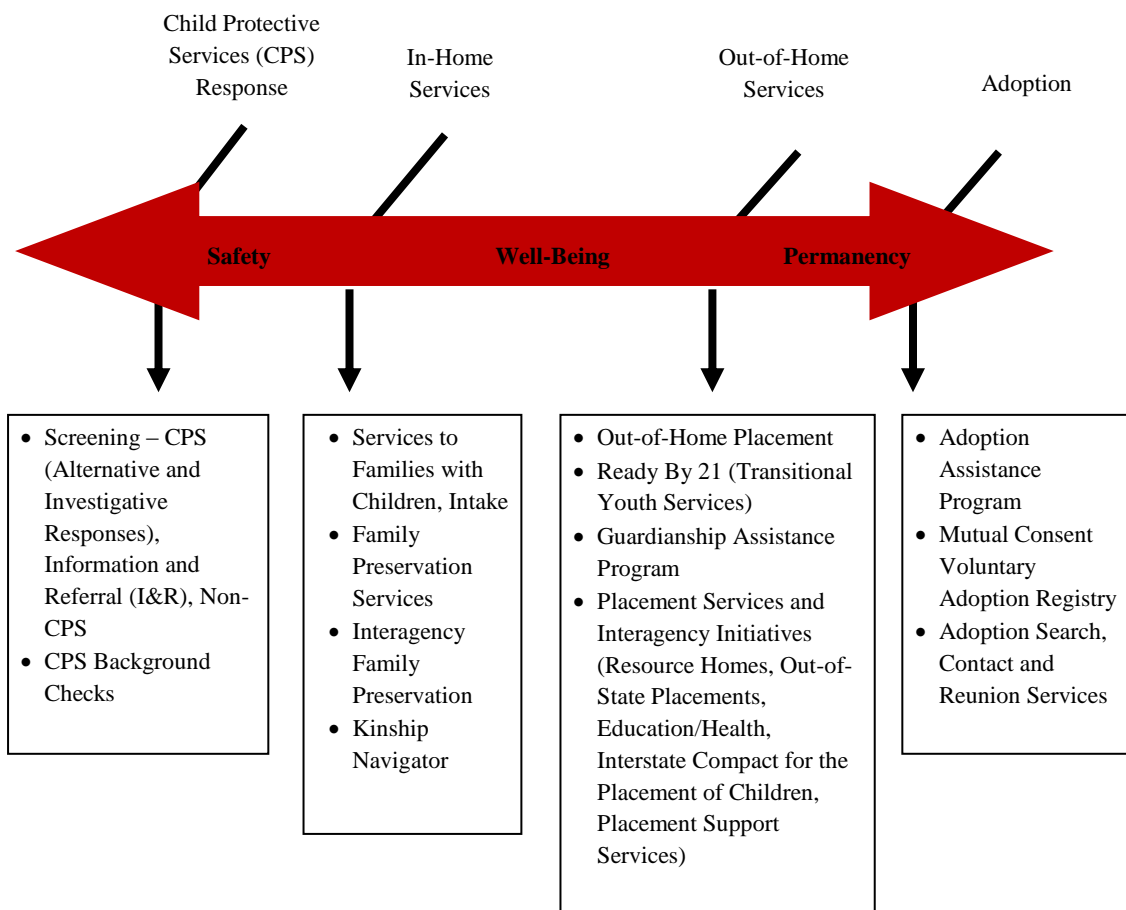 Child Protective
Services (CPS)
Response
In-Home
Services
Out-of-Home
Services
Adoption
Safety
Well-Being
Permanency
• Screening – CPS
(Alternative and
Investigative
Responses),
Information and
Referral (I&R), Non-
CPS
• CPS Background
Checks
• Services to
Families with
Children, Intake
• Family
Preservation
Services
• Interagency
Family
Preservation
• Kinship
Navigator
• Out-of-Home Placement
• Ready By 21 (Transitional
Youth Services)
• Guardianship Assistance
Program
• Placement Services and
Interagency Initiatives
(Resource Homes, Out-of-
State Placements,
Education/Health,
Interstate Compact for the
Placement of Children,
Placement Support
Services)
• Adoption
Assistance
Program
• Mutual Consent
Voluntary
Adoption Registry
• Adoption Search,
Contact and
Reunion Services